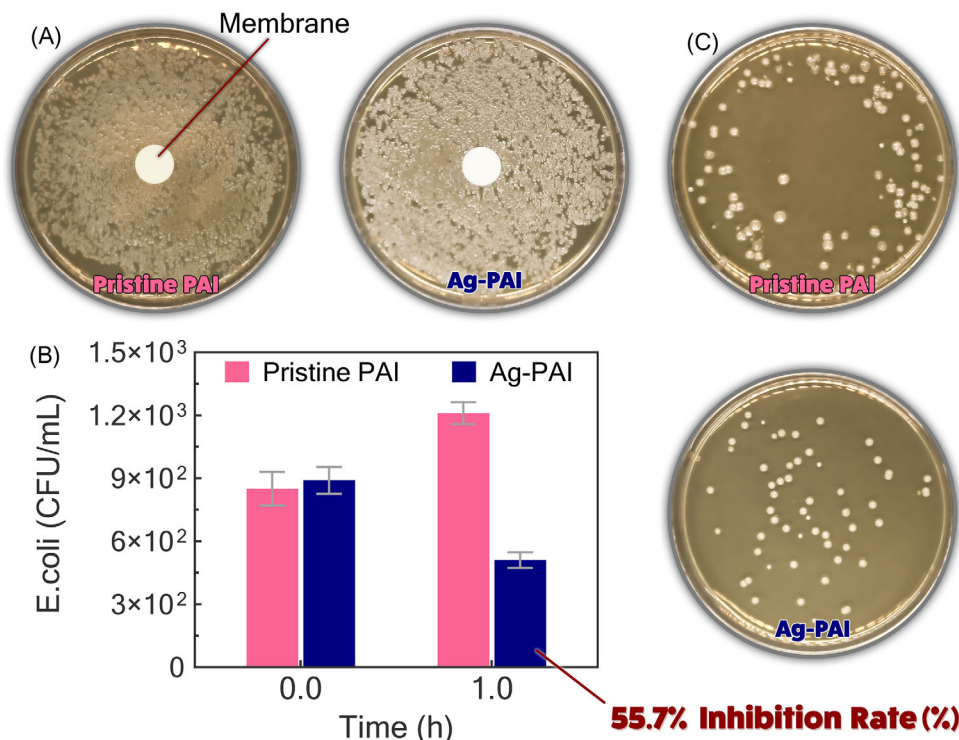 (A)
Membrane
(C)
Pristine PAI
Ag-PAI
Pristine PAI
(B)
1.5×10³
1.2×10³
9×10²
6×10²
3×10²
0
E.coli (CFU/mL)
Pristine PAI
Ag-PAI
0.0
1.0
Time (h)
Ag-PAI
55.7% Inhibition Rate (%)